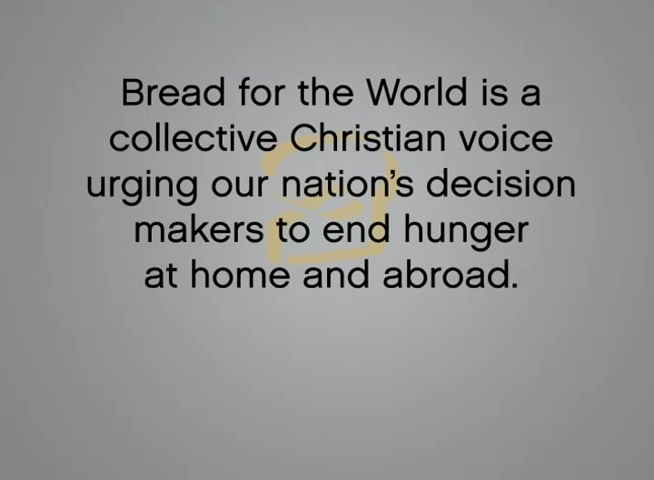 Bread for the World is a
collective Christian voice
urging our nation’s decision
makers to end hunger
at home and abroad.